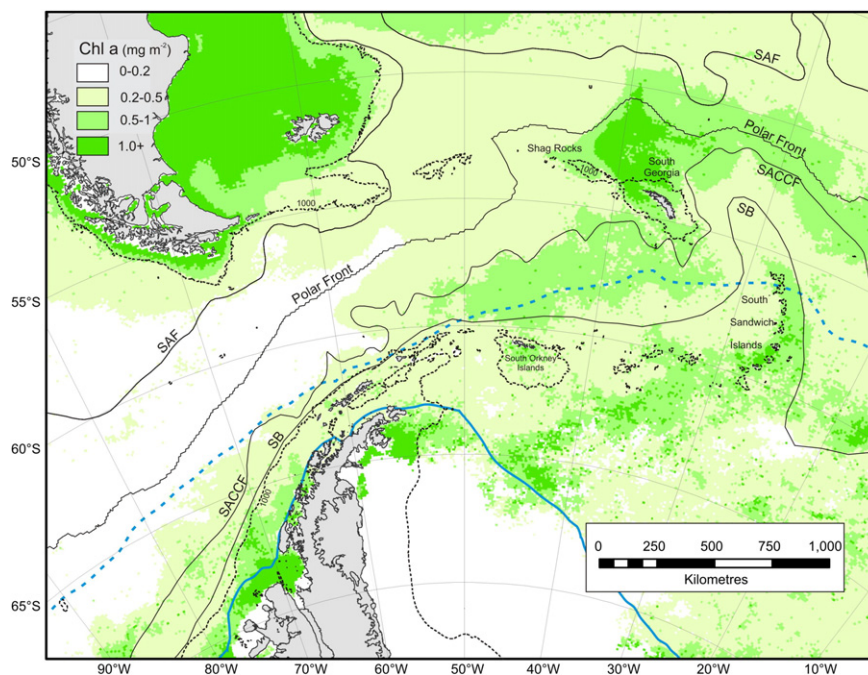 Chl a (mg m-2)
0-0.2
0.2-0.5
0.5-1
1.0+
SAF
Polar Front
Shag Rocks
1000
South
Georgia
SACCF
SB
50°S
1000
Polar Front
SAF
55°S
South
Sandwich
Islands
South Orkney
Islands
60°S
SB
SACCF
1000
0 250 500 750 1,000
Kilometres
65°S
90°W 80°W 70°W 60°W 50°W 40°W 30°W 20°W 10°W